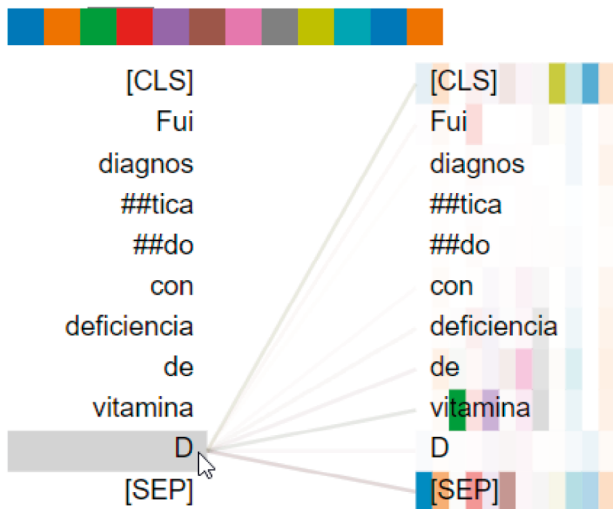 [CLS] [CLS]
Fui Fui
diagnos diagnos
##tica ##tica
##do ##do
con con
deficiencia deficiencia
de de
vitamina vitamina
D D
[SEP] [SEP]